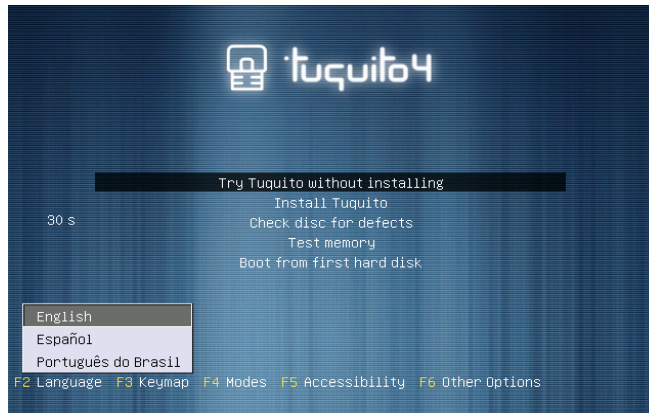 tuquito4
Try Tuquito without installing
Install Tuquito
30 s
Check disc for defects
Test memory
Boot from first hard disk
English
Español
Português do Brasil
F2 Language F3 Keymap F4 Modes F5 Accessibility F6 Other Options